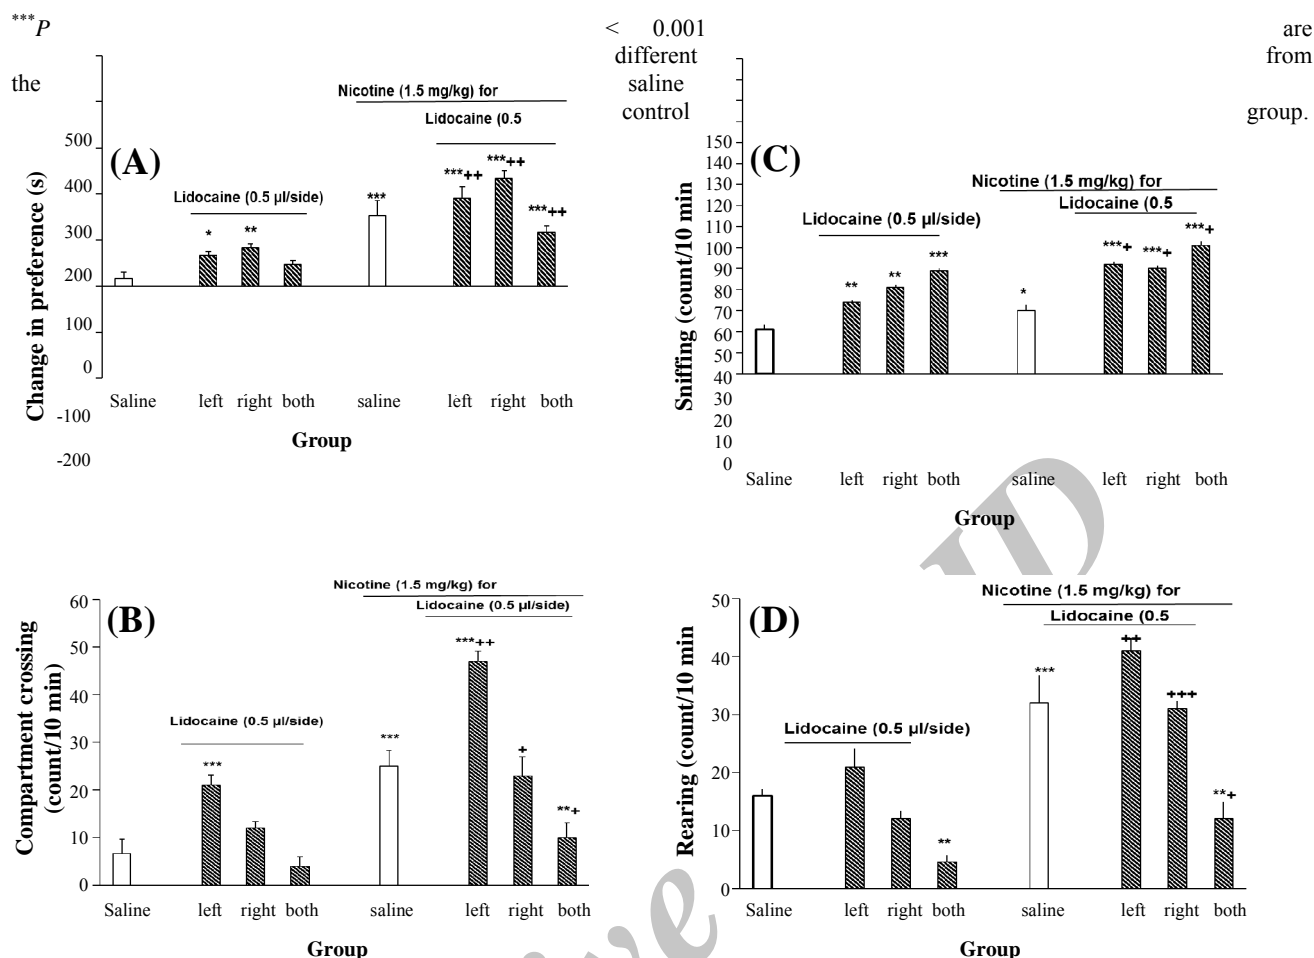 ***P < 0.001 are
different from
the saline
control group.
Nicotine (1.5 mg/kg) for
Lidocaine (0.5
(A)
Lidocaine (0.5 µl/side)
* ** *** ***++ ***++ ***++
500
400
300
200
100
0
-100
-200
Change in preference (s)
Saline left right both saline left right both
Group
(C)
Nicotine (1.5 mg/kg) for
Lidocaine (0.5
Lidocaine (0.5 µl/side)
** ** *** * ***+ ***+ ***+
150
140
130
120
110
100
90
80
70
60
50
40
30
20
10
0
Sniffing (count/10 min
Saline left right both saline left right both
Group
Nicotine (1.5 mg/kg) for
Lidocaine (0.5 µl/side)
(B)
Lidocaine (0.5 µl/side)
*** *** ***++ + **+
60
50
40
30
20
10
0
Compartment crossing
(count/10 min)
Saline left right both saline left right both
Group
Nicotine (1.5 mg/kg) for
Lidocaine (0.5
(D)
Lidocaine (0.5 µl/side)
** *** ++ +++ **+
50
40
30
20
10
0
Rearing (count/10 min
Saline left right both saline left right both
Group